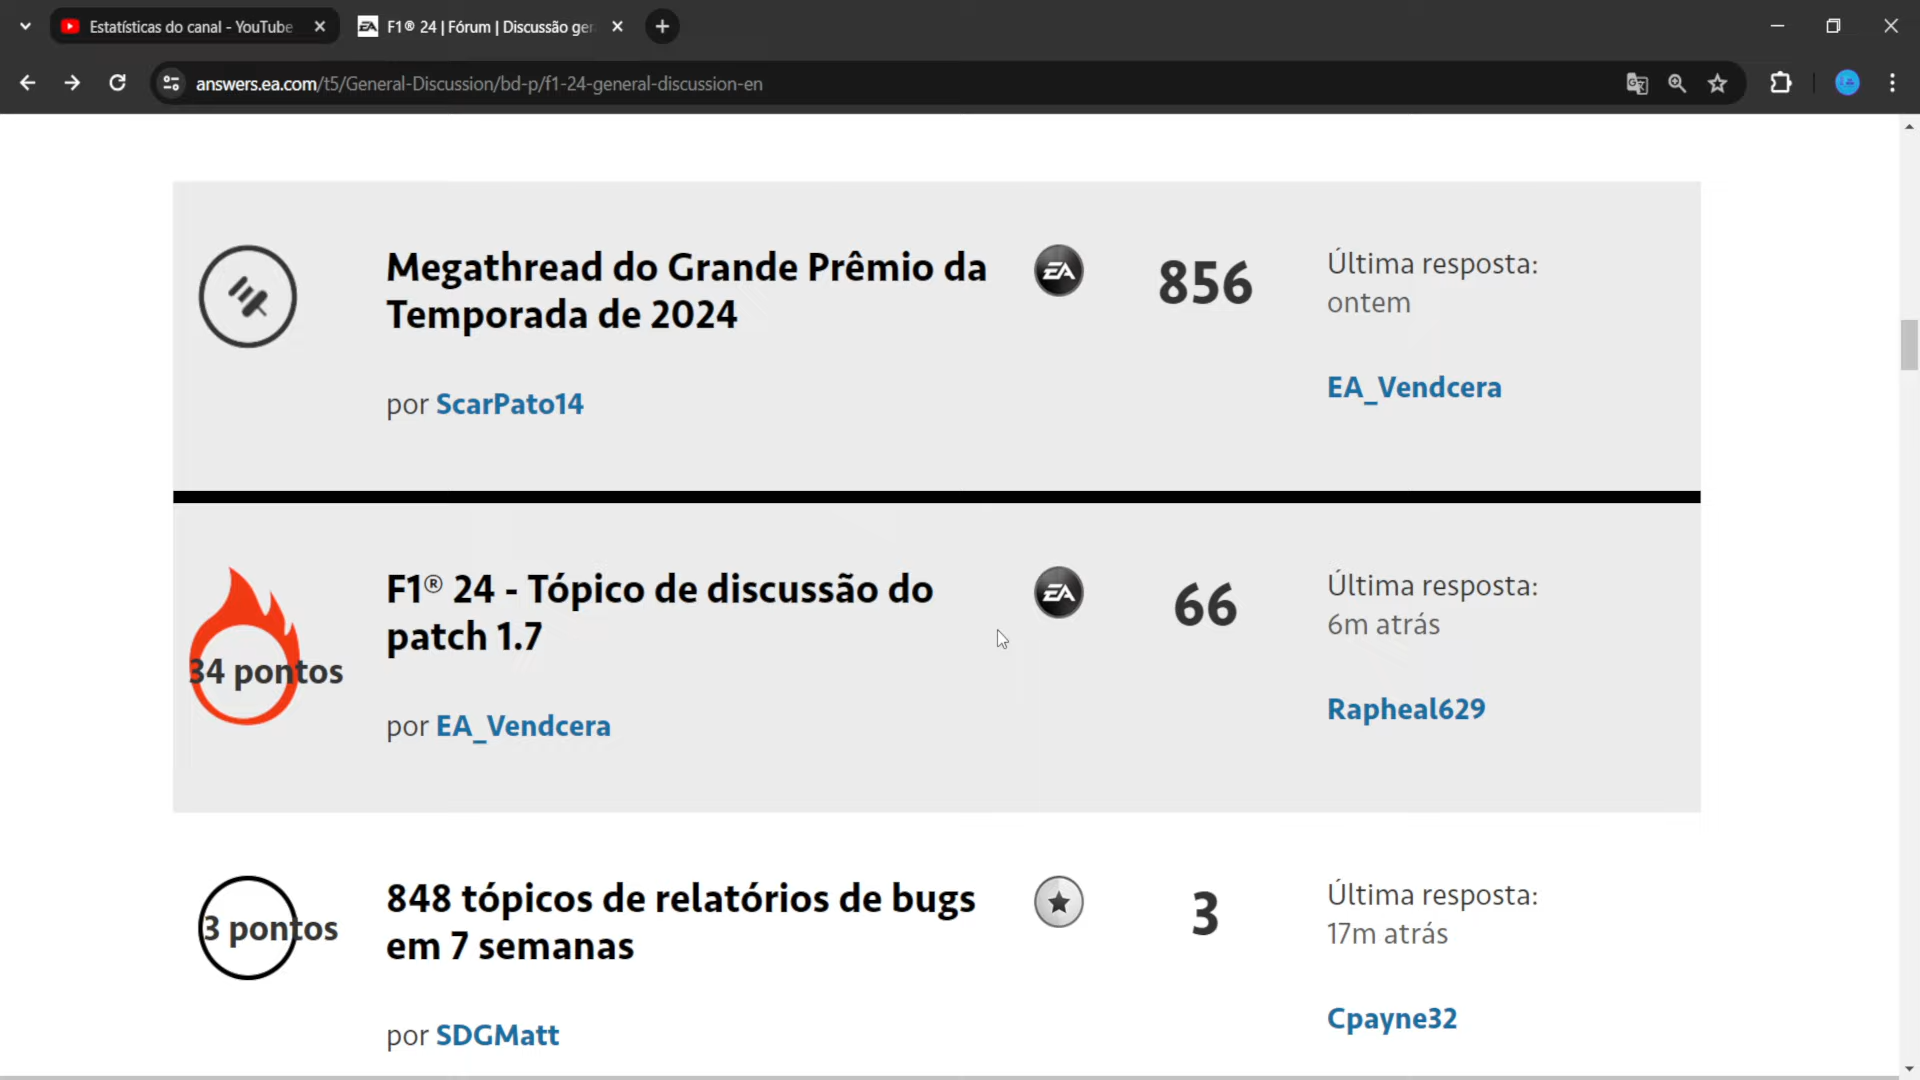 Estatísticas do canal - YouTube
F1® 24 | Fórum | Discussão ger
answers.ea.com/t5/General-Discussion/bd-p/f1-24-general-discussion-en
Megathread do Grande Prêmio da
Temporada de 2024
por ScarPato14
EA
856
Última resposta:
ontem
EA_Vendcera
34 pontos
F1® 24 - Tópico de discussão do
patch 1.7
por EA_Vendcera
EA
66
Última resposta:
6m atrás
Rapheal629
3 pontos
848 tópicos de relatórios de bugs
em 7 semanas
por SDGMatt
3
Última resposta:
17m atrás
Cpayne32